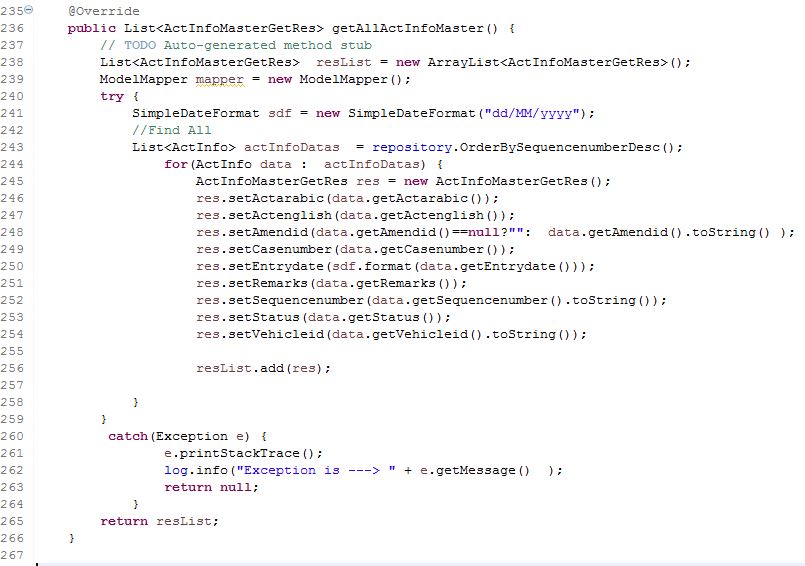 235 @Override
236     public List<ActInfoMasterGetRes> getAllActInfoMaster() {
237         // TODO Auto-generated method stub
238         List<ActInfoMasterGetRes>  resList = new ArrayList<ActInfoMasterGetRes>();
239         ModelMapper mapper = new ModelMapper();
240         try {
241             SimpleDateFormat sdf = new SimpleDateFormat("dd/MM/yyyy");
242             //Find All
243             List<ActInfo> actInfoDatas  = repository.OrderBySequencenumberDesc();
244                 for(ActInfo data :  actInfoDatas) {
245                     ActInfoMasterGetRes res = new ActInfoMasterGetRes();
246                     res.setActarabic(data.getActarabic());
247                     res.setActenglish(data.getActenglish());
248                     res.setAmendid(data.getAmendid()==null?"":  data.getAmendid().toString() );
249                     res.setCasenumber(data.getCasenumber());
250                     res.setEntrydate(sdf.format(data.getEntrydate()));
251                     res.setRemarks(data.getRemarks());
252                     res.setSequencenumber(data.getSequencenumber().toString());
253                     res.setStatus(data.getStatus());
254                     res.setVehicleid(data.getVehicleid().toString());
255
256                     resList.add(res);
257
258             }
259         }
260          catch(Exception e) {
261                 e.printStackTrace();
262                 log.info("Exception is ---> " + e.getMessage()  );
263                 return null;
264             }
265         return resList;
266     }
267